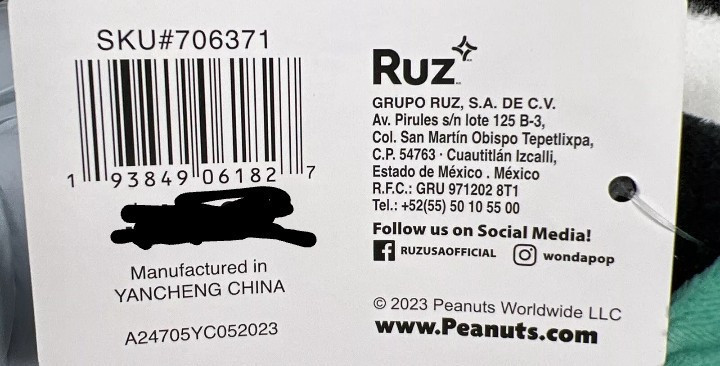 SKU#706371
1 93849 06182 7
Manufactured in
YANCHENG CHINA
A24705YC052023
Ruz
GRUPO RUZ, S.A. DE C.V.
Av. Pirules s/n lote 125 B-3,
Col. San Martín Obispo Tepetlixpa,
C.P. 54763 · Cuautitlán Izcalli,
Estado de México . México
R.F.C.: GRU 971202 8T1
Tel.: +52(55) 50 10 55 00
Follow us on Social Media!
RUZUSAOFFICIAL wondapop
© 2023 Peanuts Worldwide LLC
www.Peanuts.com